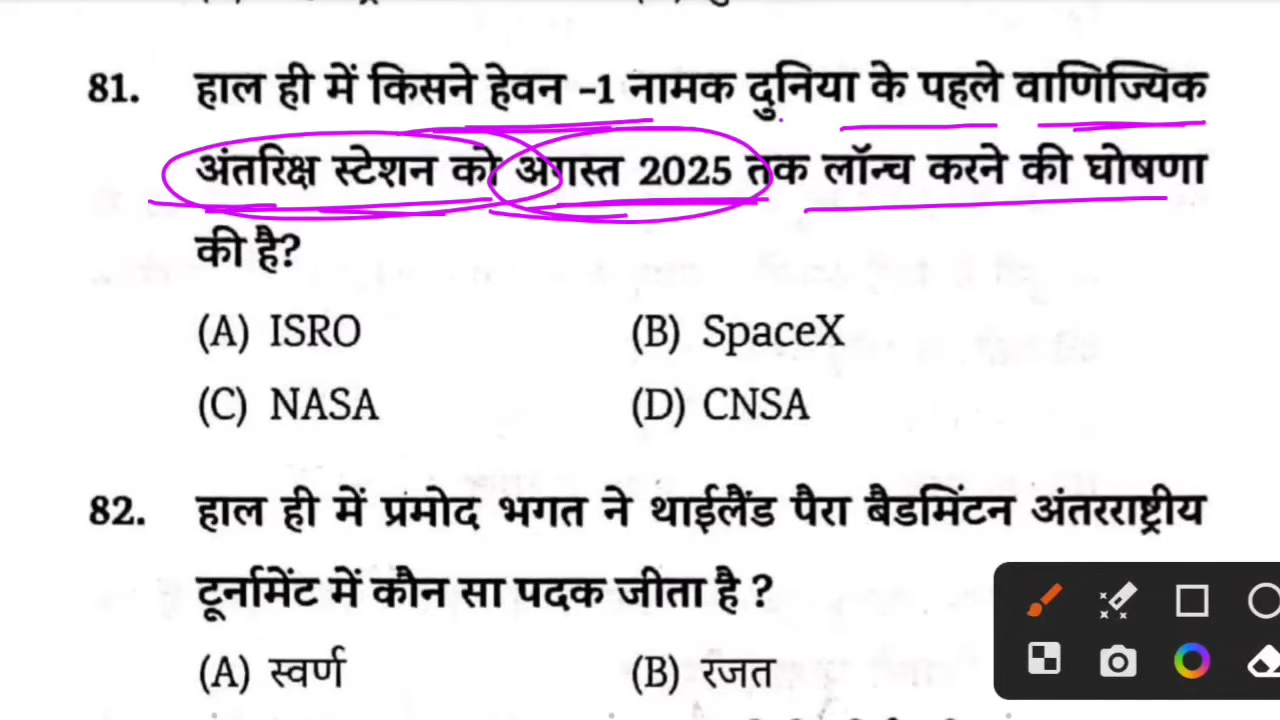 81. हाल ही में किसने हेवन -1 नामक दुनिया के पहले वाणिज्यिक
अंतरिक्ष स्टेशन को अगस्त 2025 तक लॉन्च करने की घोषणा
की है?
(A) ISRO (B) SpaceX
(C) NASA (D) CNSA
82. हाल ही में प्रमोद भगत ने थाईलैंड पैरा बैडमिंटन अंतरराष्ट्रीय
टूर्नामेंट में कौन सा पदक जीता है ?
(A) स्वर्ण (B) रजत